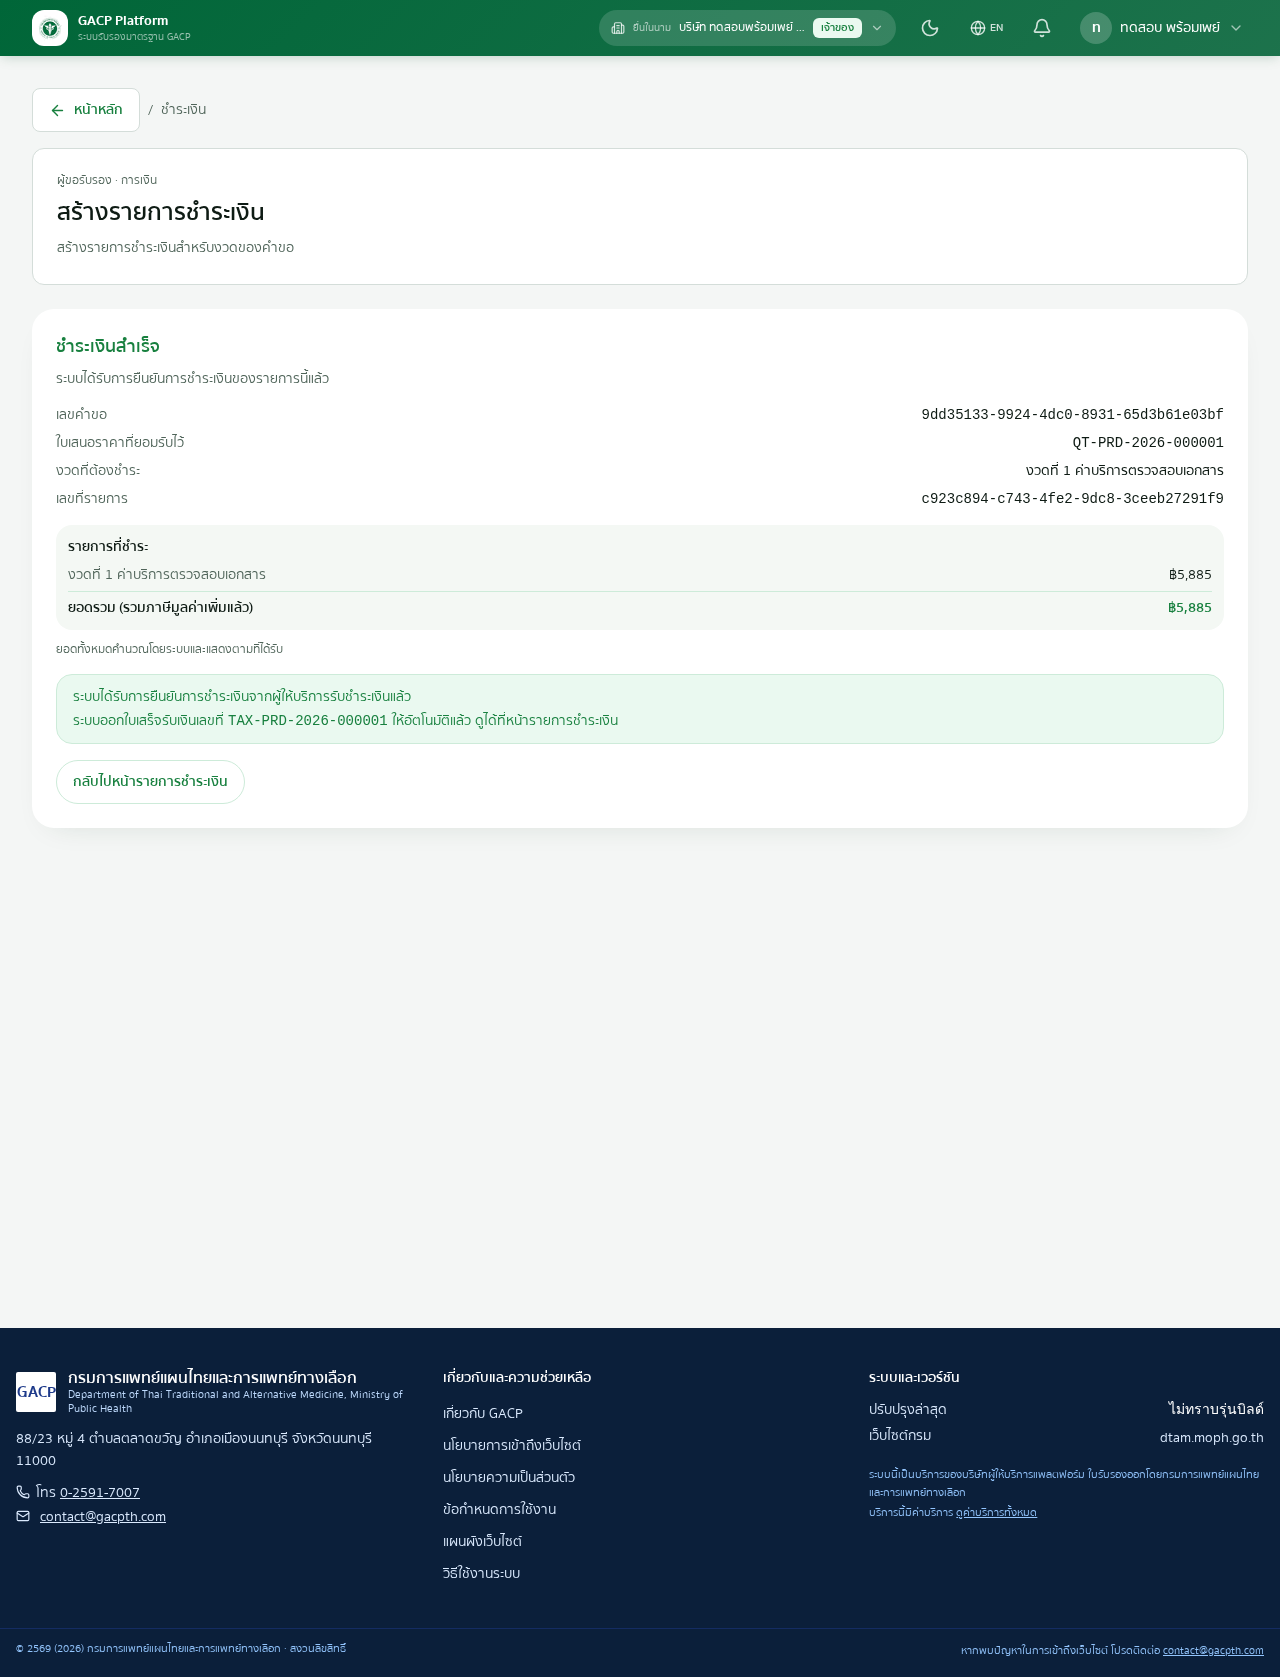 GACP Platform
ระบบรับรองมาตรฐาน GACP
ยื่นในนาม บริษัท ทดสอบพร้อมเพย์ ... เจ้าของ
EN
ท ทดสอบ พร้อมเพย์
หน้าหลัก / ชำระเงิน
ผู้ขอรับรอง · การเงิน
สร้างรายการชำระเงิน
สร้างรายการชำระเงินสำหรับงวดของคำขอ
ชำระเงินสำเร็จ
ระบบได้รับการยืนยันการชำระเงินของรายการนี้แล้ว
เลขคำขอ 9dd35133-9924-4dc0-8931-65d3b61e03bf
ใบเสนอราคาที่ยอมรับไว้ QT-PRD-2026-000001
งวดที่ต้องชำระ งวดที่ 1 ค่าบริการตรวจสอบเอกสาร
เลขที่รายการ c923c894-c743-4fe2-9dc8-3ceeb27291f9
รายการที่ชำระ
งวดที่ 1 ค่าบริการตรวจสอบเอกสาร ฿5,885
ยอดรวม (รวมภาษีมูลค่าเพิ่มแล้ว) ฿5,885
ยอดทั้งหมดคำนวณโดยระบบและแสดงตามที่ได้รับ
ระบบได้รับการยืนยันการชำระเงินจากผู้ให้บริการรับชำระเงินแล้ว
ระบบออกใบเสร็จรับเงินเลขที่ TAX-PRD-2026-000001 ให้อัตโนมัติแล้ว ดูได้ที่หน้ารายการชำระเงิน
กลับไปหน้ารายการชำระเงิน
GACP
กรมการแพทย์แผนไทยและการแพทย์ทางเลือก
Department of Thai Traditional and Alternative Medicine, Ministry of
Public Health
88/23 หมู่ 4 ตำบลตลาดขวัญ อำเภอเมืองนนทบุรี จังหวัดนนทบุรี
11000
โทร 0-2591-7007
contact@gacpth.com
เกี่ยวกับและความช่วยเหลือ
เกี่ยวกับ GACP
นโยบายการเข้าถึงเว็บไซต์
นโยบายความเป็นส่วนตัว
ข้อกำหนดการใช้งาน
แผนผังเว็บไซต์
วิธีใช้งานระบบ
ระบบและเวอร์ชัน
ปรับปรุงล่าสุด ไม่ทราบรุ่นบิลด์
เว็บไซต์กรม dtam.moph.go.th
ระบบนี้เป็นบริการของบริษัทผู้ให้บริการแพลตฟอร์ม ใบรับรองออกโดยกรมการแพทย์แผนไทย
และการแพทย์ทางเลือก
บริการนี้มีค่าบริการ ดูค่าบริการทั้งหมด
© 2569 (2026) กรมการแพทย์แผนไทยและการแพทย์ทางเลือก · สงวนลิขสิทธิ์
หากพบปัญหาในการเข้าถึงเว็บไซต์ โปรดติดต่อ contact@gacpth.com